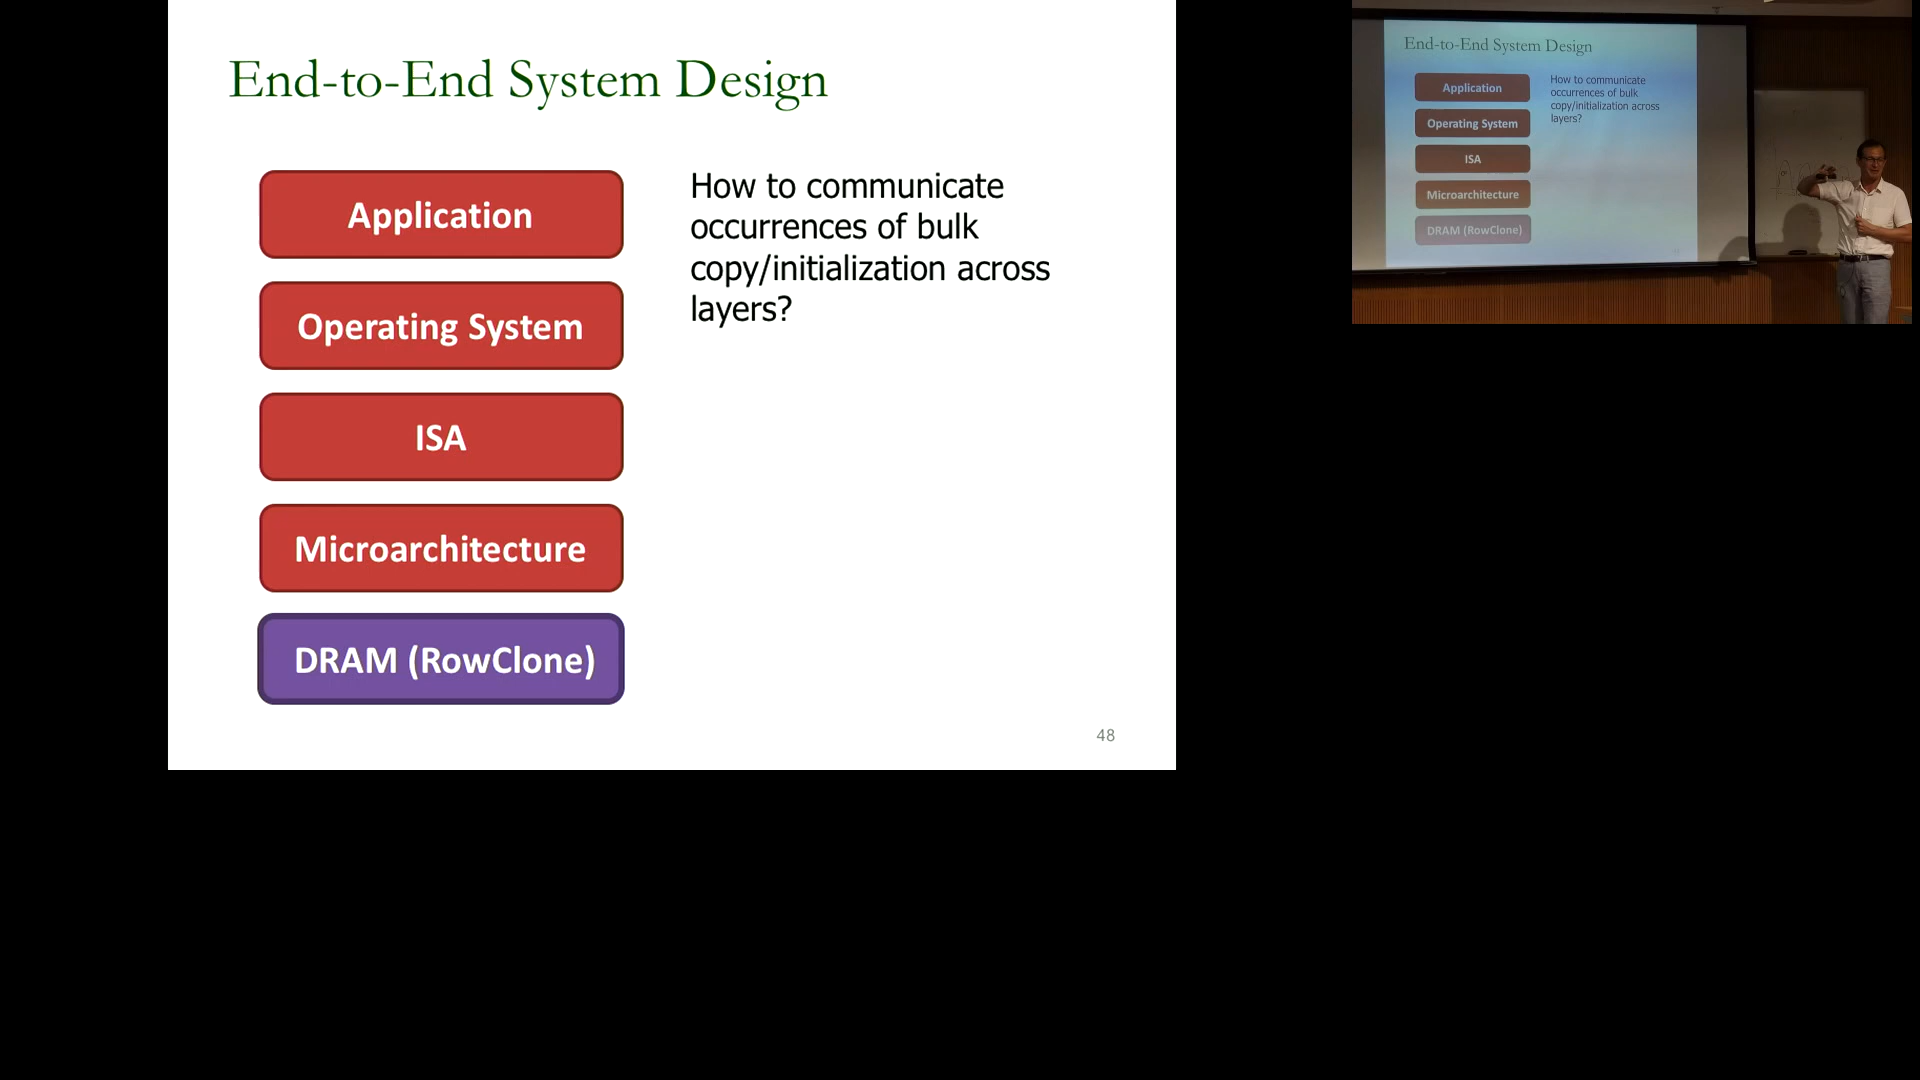 End-to-End System Design
Application
Operating System
ISA
Microarchitecture
DRAM (RowClone)
How to communicate
occurrences of bulk
copy/initialization across
layers?
48
End-to-End System Design
Application
Operating System
ISA
Microarchitecture
DRAM (RowClone)
How to communicate
occurrences of bulk
copy/initialization across
layers?